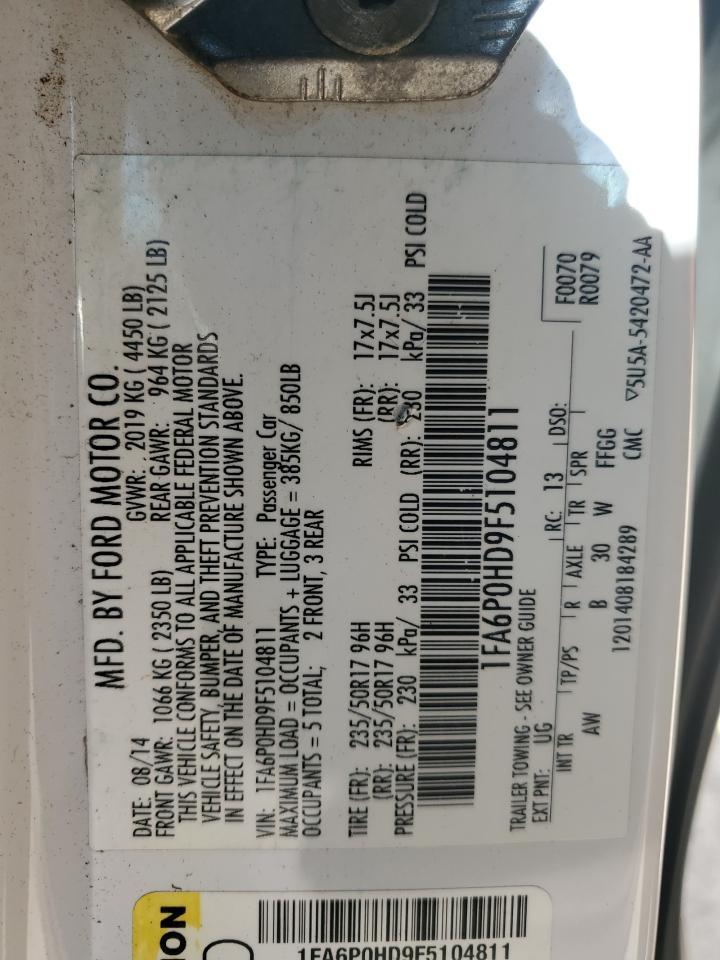 MFD. BY FORD MOTOR CO.
DATE: 08/14 GVWR: 2019 KG ( 4450 LB)
FRONT GAWR: 1066 KG ( 2350 LB) REAR GAWR: 964 KG ( 2125 LB)
THIS VEHICLE CONFORMS TO ALL APPLICABLE FEDERAL MOTOR
VEHICLE SAFETY, BUMPER, AND THEFT PREVENTION STANDARDS
IN EFFECT ON THE DATE OF MANUFACTURE SHOWN ABOVE.
VIN: 1FA6P0HD9F5104811 TYPE: Passenger Car
MAXIMUM LOAD = OCCUPANTS + LUGGAGE = 385KG/ 850LB
OCCUPANTS = 5 TOTAL; 2 FRONT, 3 REAR
TIRE (FR): 235/50R17 96H RIMS (FR): 17x7.5J
(RR): 235/50R17 96H (RR): 17x7.5J
PRESSURE (FR): 230 kPa/ 33 PSI COLD (RR): 230 kPa/ 33 PSI COLD
1FA6P0HD9F5104811
TRAILER TOWING - SEE OWNER GUIDE
EXT PNT: UG RC: 13 DSO: F0070
R0079
INT TR TP/PS R AXLE TR SPR
AW B 30 W FFGG
1201408184289 CMC ▽5U5A-5420472-AA
ION
1FA6P0HD9F5104811